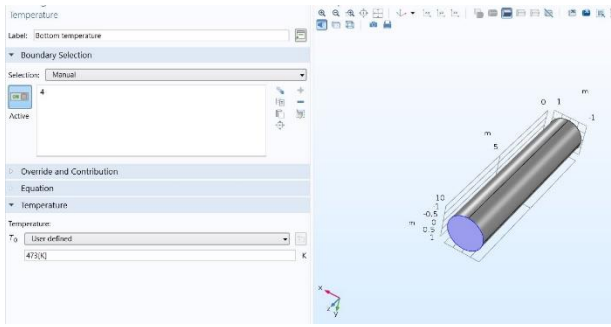 Temperature
Label: Bottom temperature
Boundary Selection
Selection: Manual
4
Active
Override and Contribution
Equation
Temperature
Temperature:
T0 User defined
473[K] K
m
0 1
-1
m
5
10
1
-0.5
m 0
0.5
1
x
z y